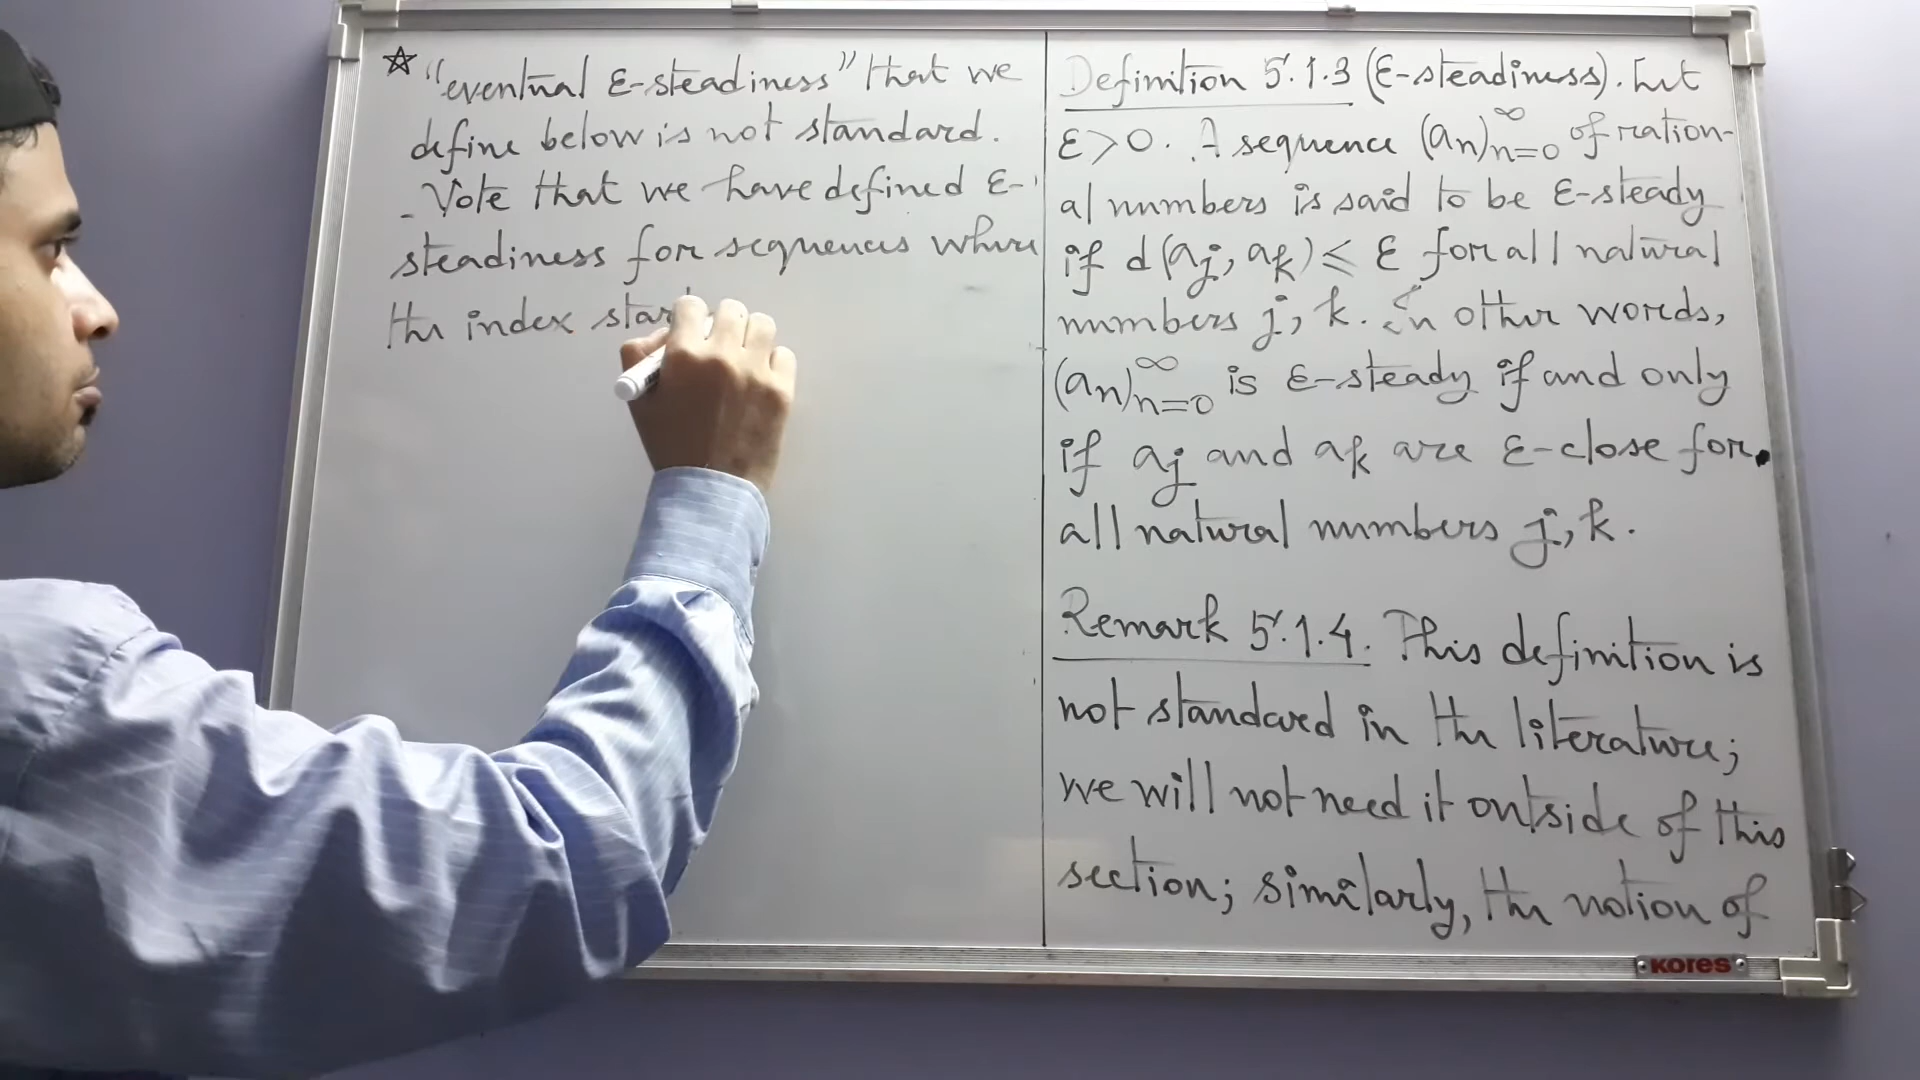 ☆ "eventual ε-steadiness" that we
define below is not standard.
Note that we have defined ε-
steadiness for sequences where
the index star
Definition 5.1.3 (ε-steadiness). Let
ε>0. A sequence (an)∞n=0 of ration-
al numbers is said to be ε-steady
if d(aj, ak) ⩽ ε for all natural
numbers j, k. In other words,
(an)∞n=0 is ε-steady if and only
if aj and ak are ε-close for
all natural numbers j, k.
Remark 5.1.4. This definition is
not standard in the literature;
we will not need it outside of this
section; similarly, the notion of
kores